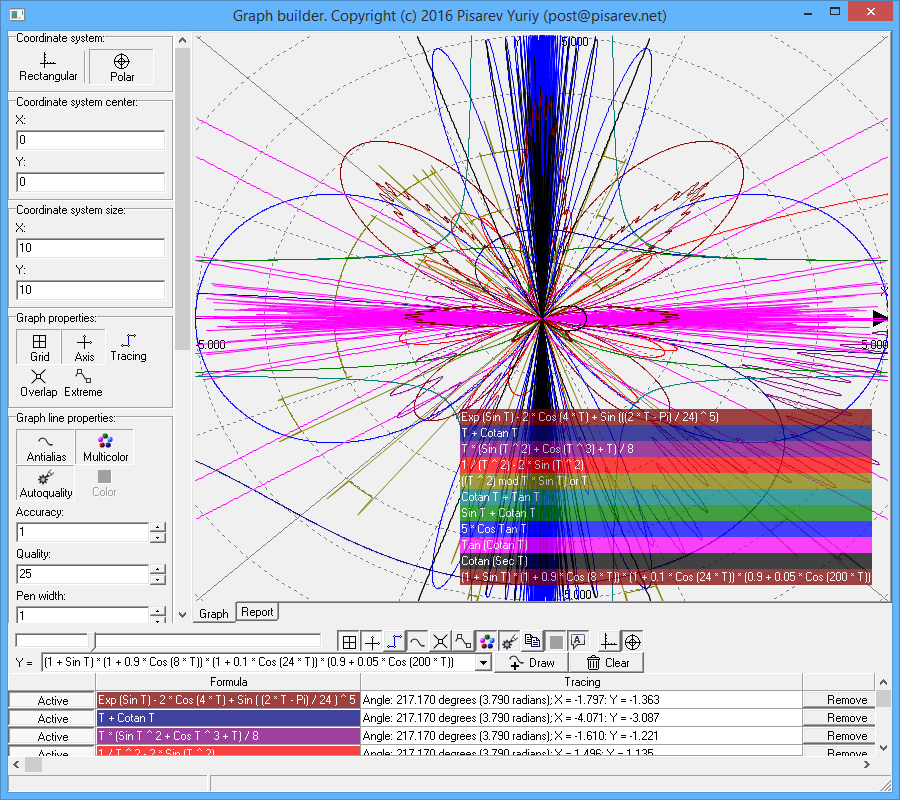 Graph builder. Copyright (c) 2016 Pisarev Yuriy (post@pisarev.net)
Coordinate system:
Rectangular
Polar
Coordinate system center:
X:
0
Y:
0
Coordinate system size:
X:
10
Y:
10
Graph properties:
Grid
Axis
Tracing
Overlap
Extreme
Graph line properties:
Antialias
Multicolor
Autoquality
Color
Accuracy:
1
Quality:
25
Pen width:
1
5.000
5.000
5.000
5.000
Exp (Sin T) - 2 * Cos (4 * T) + Sin (((2 * T - Pi) / 24) ^ 5)
T + Cotan T
T * (Sin (T ^ 2) + Cos (T ^ 3) + T) / 8
1 / (T ^ 2) - 2 * Sin (T ^ 2)
((T ^ 2) mod T * Sin T) or T
Cotan T + Tan T
Sin T + Cotan T
5 * Cos Tan T
Tan (Cotan T)
Cotan (Sec T)
(1 + Sin T) * (1 + 0.9 * Cos (8 * T)) * (1 + 0.1 * Cos (24 * T)) * (0.9 + 0.05 * Cos (200 * T))
Graph
Report
Y =
(1 + Sin T) * (1 + 0.9 * Cos (8 * T)) * (1 + 0.1 * Cos (24 * T)) * (0.9 + 0.05 * Cos (200 * T))
Draw
Clear
Formula
Tracing
Active
Exp (Sin T) - 2 * Cos (4 * T) + Sin ( (2 * T - Pi) / 24 ) ^ 5
Angle: 217.170 degrees (3.790 radians); X = -1.797: Y = -1.363
Remove
Active
T + Cotan T
Angle: 217.170 degrees (3.790 radians); X = -4.071: Y = -3.087
Remove
Active
T * (Sin T ^ 2 + Cos T ^ 3 + T) / 8
Angle: 217.170 degrees (3.790 radians); X = -1.610: Y = -1.221
Remove
Active
1 / T ^ 2 - 2 * Sin (T ^ 2)
Angle: 217.170 degrees (3.790 radians); X = 1.496: Y = 1.135
Remove